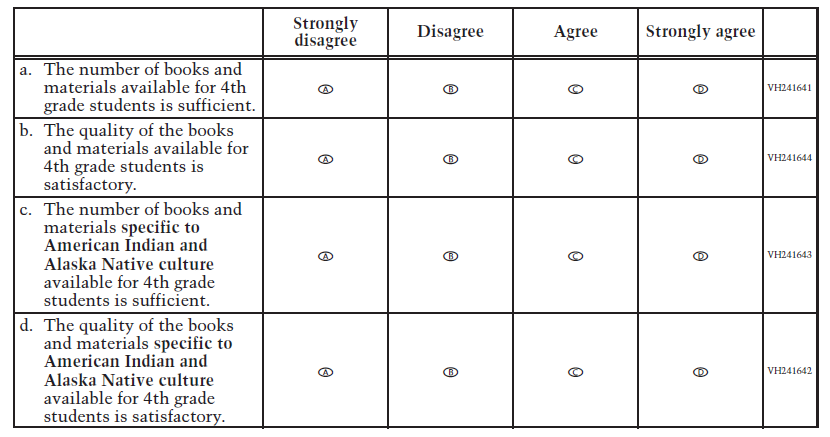 Strongly disagree Disagree Agree Strongly agree
a. The number of books and
materials available for 4th
grade students is sufficient.
A B C D VH241641
b. The quality of the books
and materials available for
4th grade students is
satisfactory.
A B C D VH241644
c. The number of books and
materials specific to
American Indian and
Alaska Native culture
available for 4th grade
students is sufficient.
A B C D VH241643
d. The quality of the books
and materials specific to
American Indian and
Alaska Native culture
available for 4th grade
students is satisfactory.
A B C D VH241642